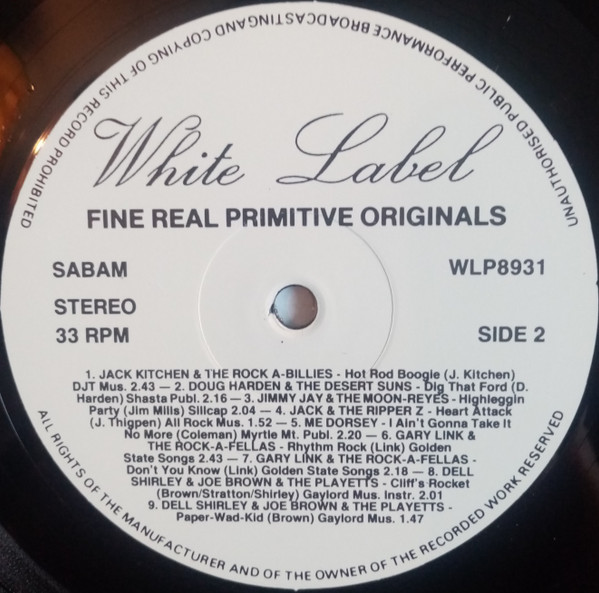 UNAUTHORISED PUBLIC PERFORMANCE BROADCASTING AND COPYING OF THIS RECORD PROHIBITED
White Label
FINE REAL PRIMITIVE ORIGINALS
SABAM
WLP8931
STEREO
33 RPM
SIDE 2
1. JACK KITCHEN & THE ROCK A-BILLIES - Hot Rod Boogie (J. Kitchen)
DJT Mus. 2.43 — 2. DOUG HARDEN & THE DESERT SUNS - Dig That Ford (D.
Harden) Shasta Publ. 2.16 — 3. JIMMY JAY & THE MOON-REYES - Highleggin
Party (Jim Mills) Silicap 2.04 — 4. JACK & THE RIPPER Z - Heart Attack
(J. Thigpen) All Rock Mus. 1.52 — 5. ME DORSEY - I Ain't Gonna Take It
No More (Coleman) Myrtle Mt. Publ. 2.20 — 6. GARY LINK &
THE ROCK-A-FELLAS - Rhythm Rock (Link) Golden
State Songs 2.43 — 7. GARY LINK & THE ROCK-A-FELLAS -
Don't You Know (Link) Golden State Songs 2.18 — 8. DELL
SHIRLEY & JOE BROWN & THE PLAYETTS - Cliff's Rocket
(Brown/Stratton/Shirley) Gaylord Mus. Instr. 2.01
9. DELL SHIRLEY & JOE BROWN & THE PLAYETTS -
Paper-Wad-Kid (Brown) Gaylord Mus. 1.47
ALL RIGHTS OF THE MANUFACTURER AND OF THE OWNER OF THE RECORDED WORK RESERVED